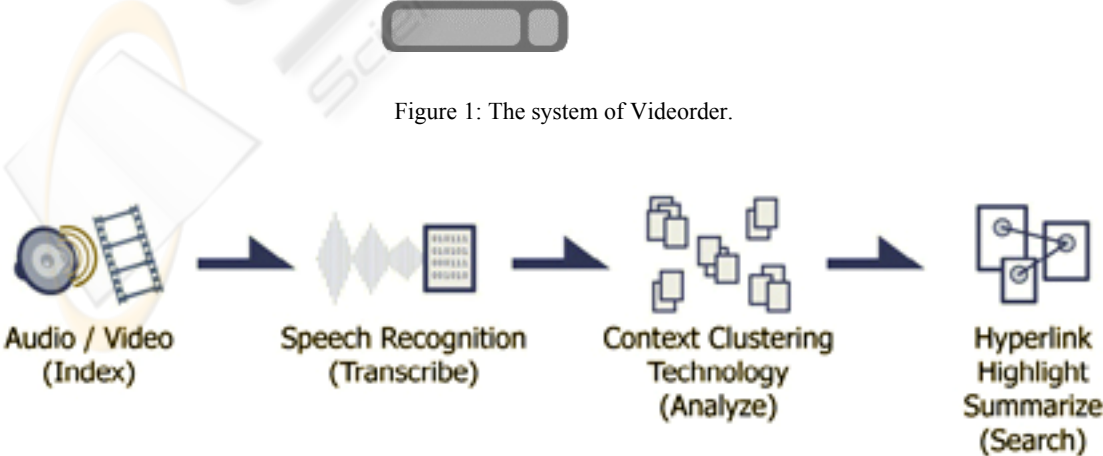 Figure 1: The system of Videorder.
Audio / Video
(Index)
Speech Recognition
(Transcribe)
Context Clustering
Technology
(Analyze)
Hyperlink
Highlight
Summarize
(Search)